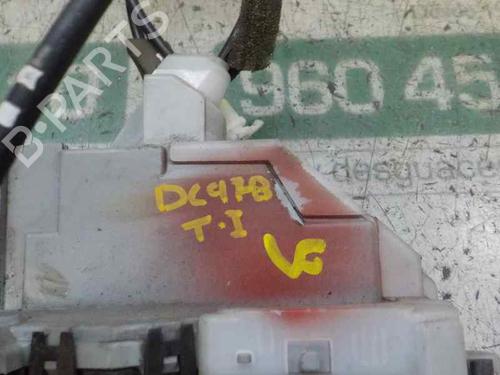 B-PARTS
960 45
desguace
DC478
T.I
VG